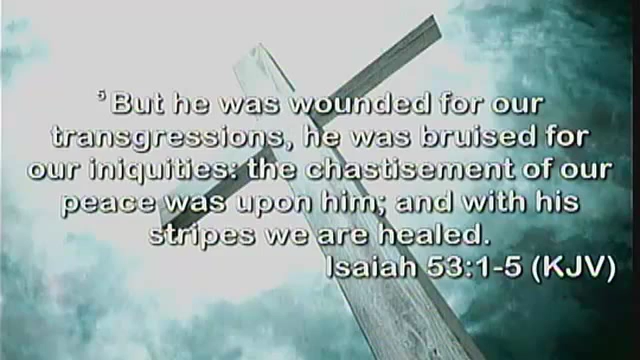 5 But he was wounded for our
transgressions, he was bruised for
our iniquities: the chastisement of our
peace was upon him; and with his
stripes we are healed.
Isaiah 53:1-5 (KJV)